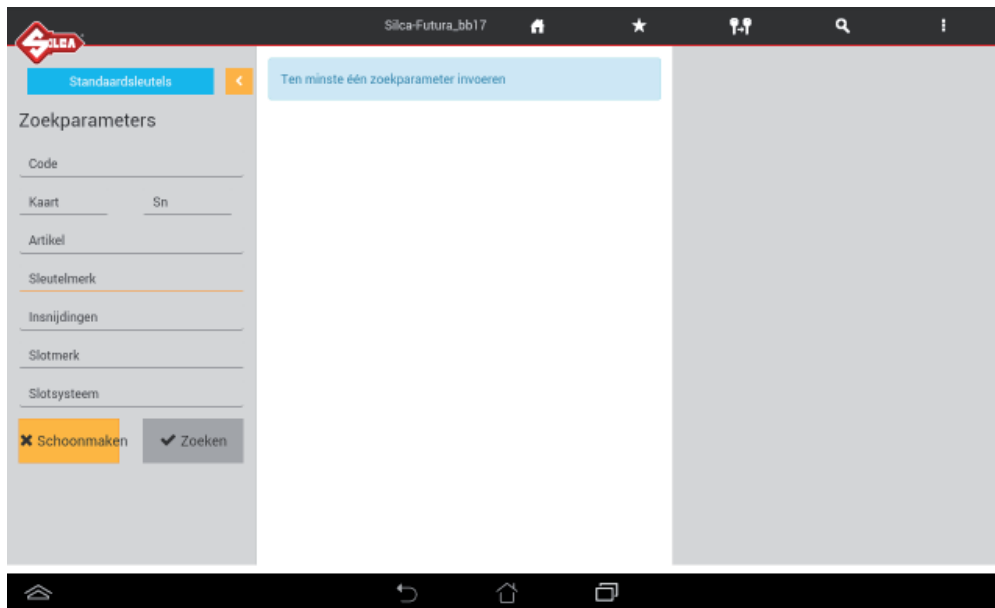 SILCA
Silca-Futura_bb17
Standaardsleutels
Ten minste één zoekparameter invoeren
Zoekparameters
Code
Kaart Sn
Artikel
Sleutelmerk
Insnijdingen
Slotmerk
Slotsysteem
Schoonmaken Zoeken